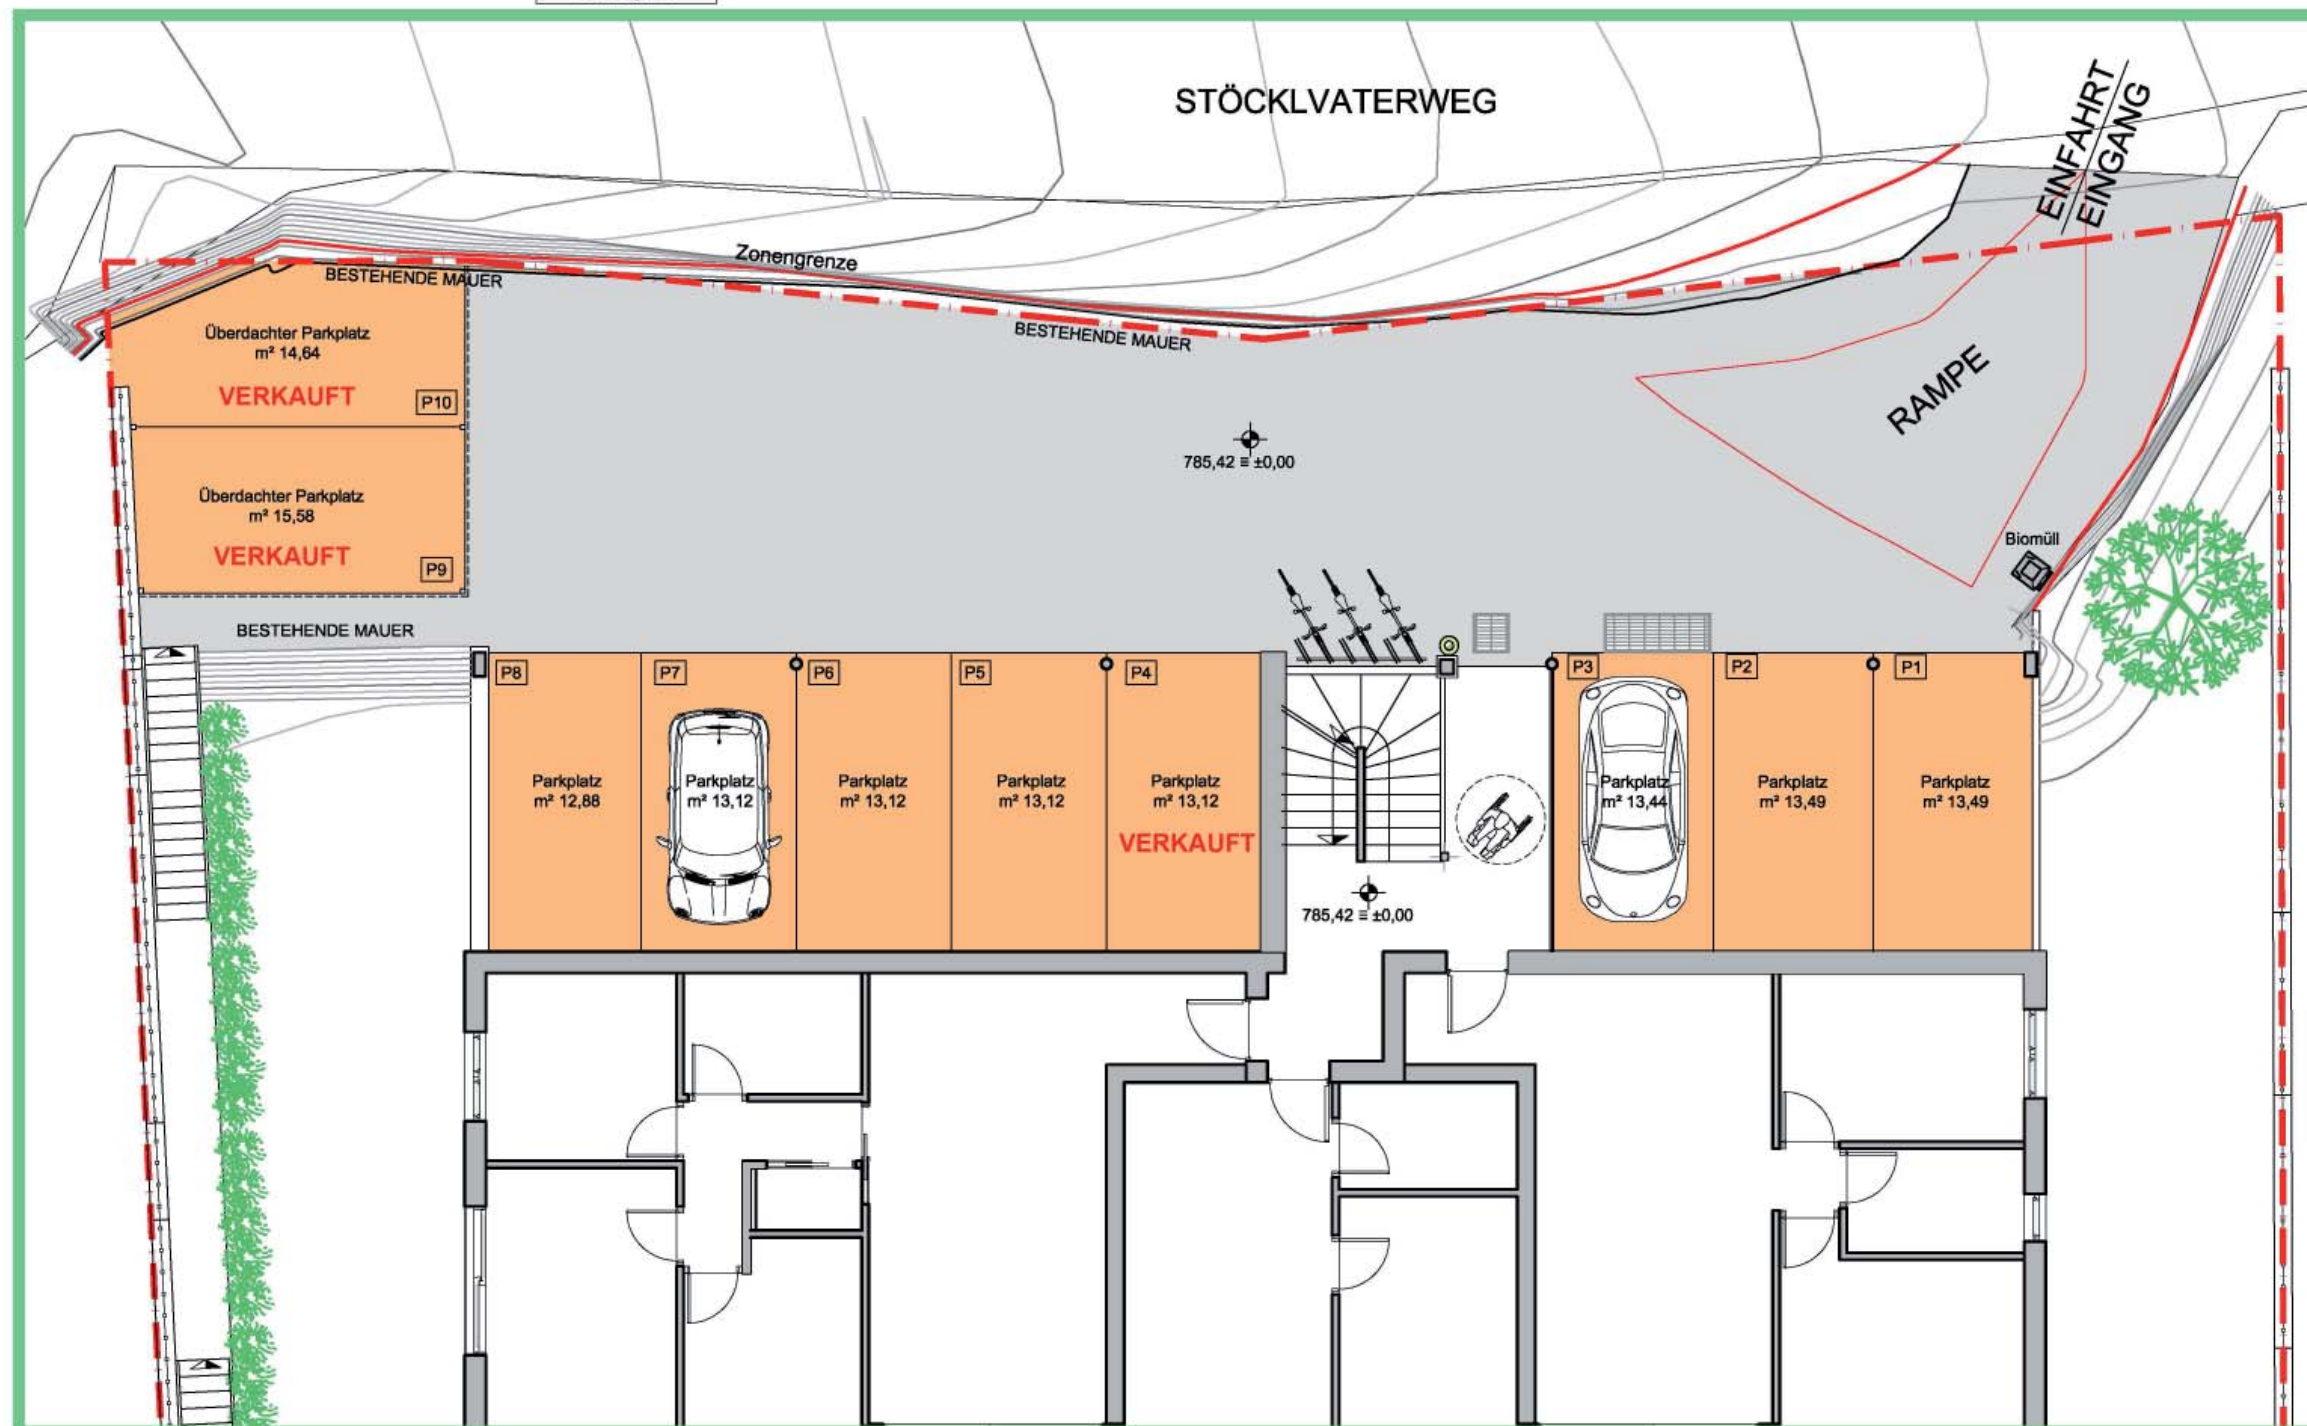 STÖCKLVATERWEG
EINFAHRT
EINGANG
Zonengrenze
BESTEHENDE MAUER
BESTEHENDE MAUER
Überdachter Parkplatz
m² 14,64
VERKAUFT
P10
RAMPE
785,42 ≡ ±0,00
Überdachter Parkplatz
m² 15,58
VERKAUFT
P9
Biomüll
BESTEHENDE MAUER
P8
P7
P6
P5
P4
P3
P2
P1
Parkplatz
m² 12,88
Parkplatz
m² 13,12
Parkplatz
m² 13,12
Parkplatz
m² 13,12
Parkplatz
m² 13,12
VERKAUFT
Parkplatz
m² 13,44
Parkplatz
m² 13,49
Parkplatz
m² 13,49
785,42 ≡ ±0,00